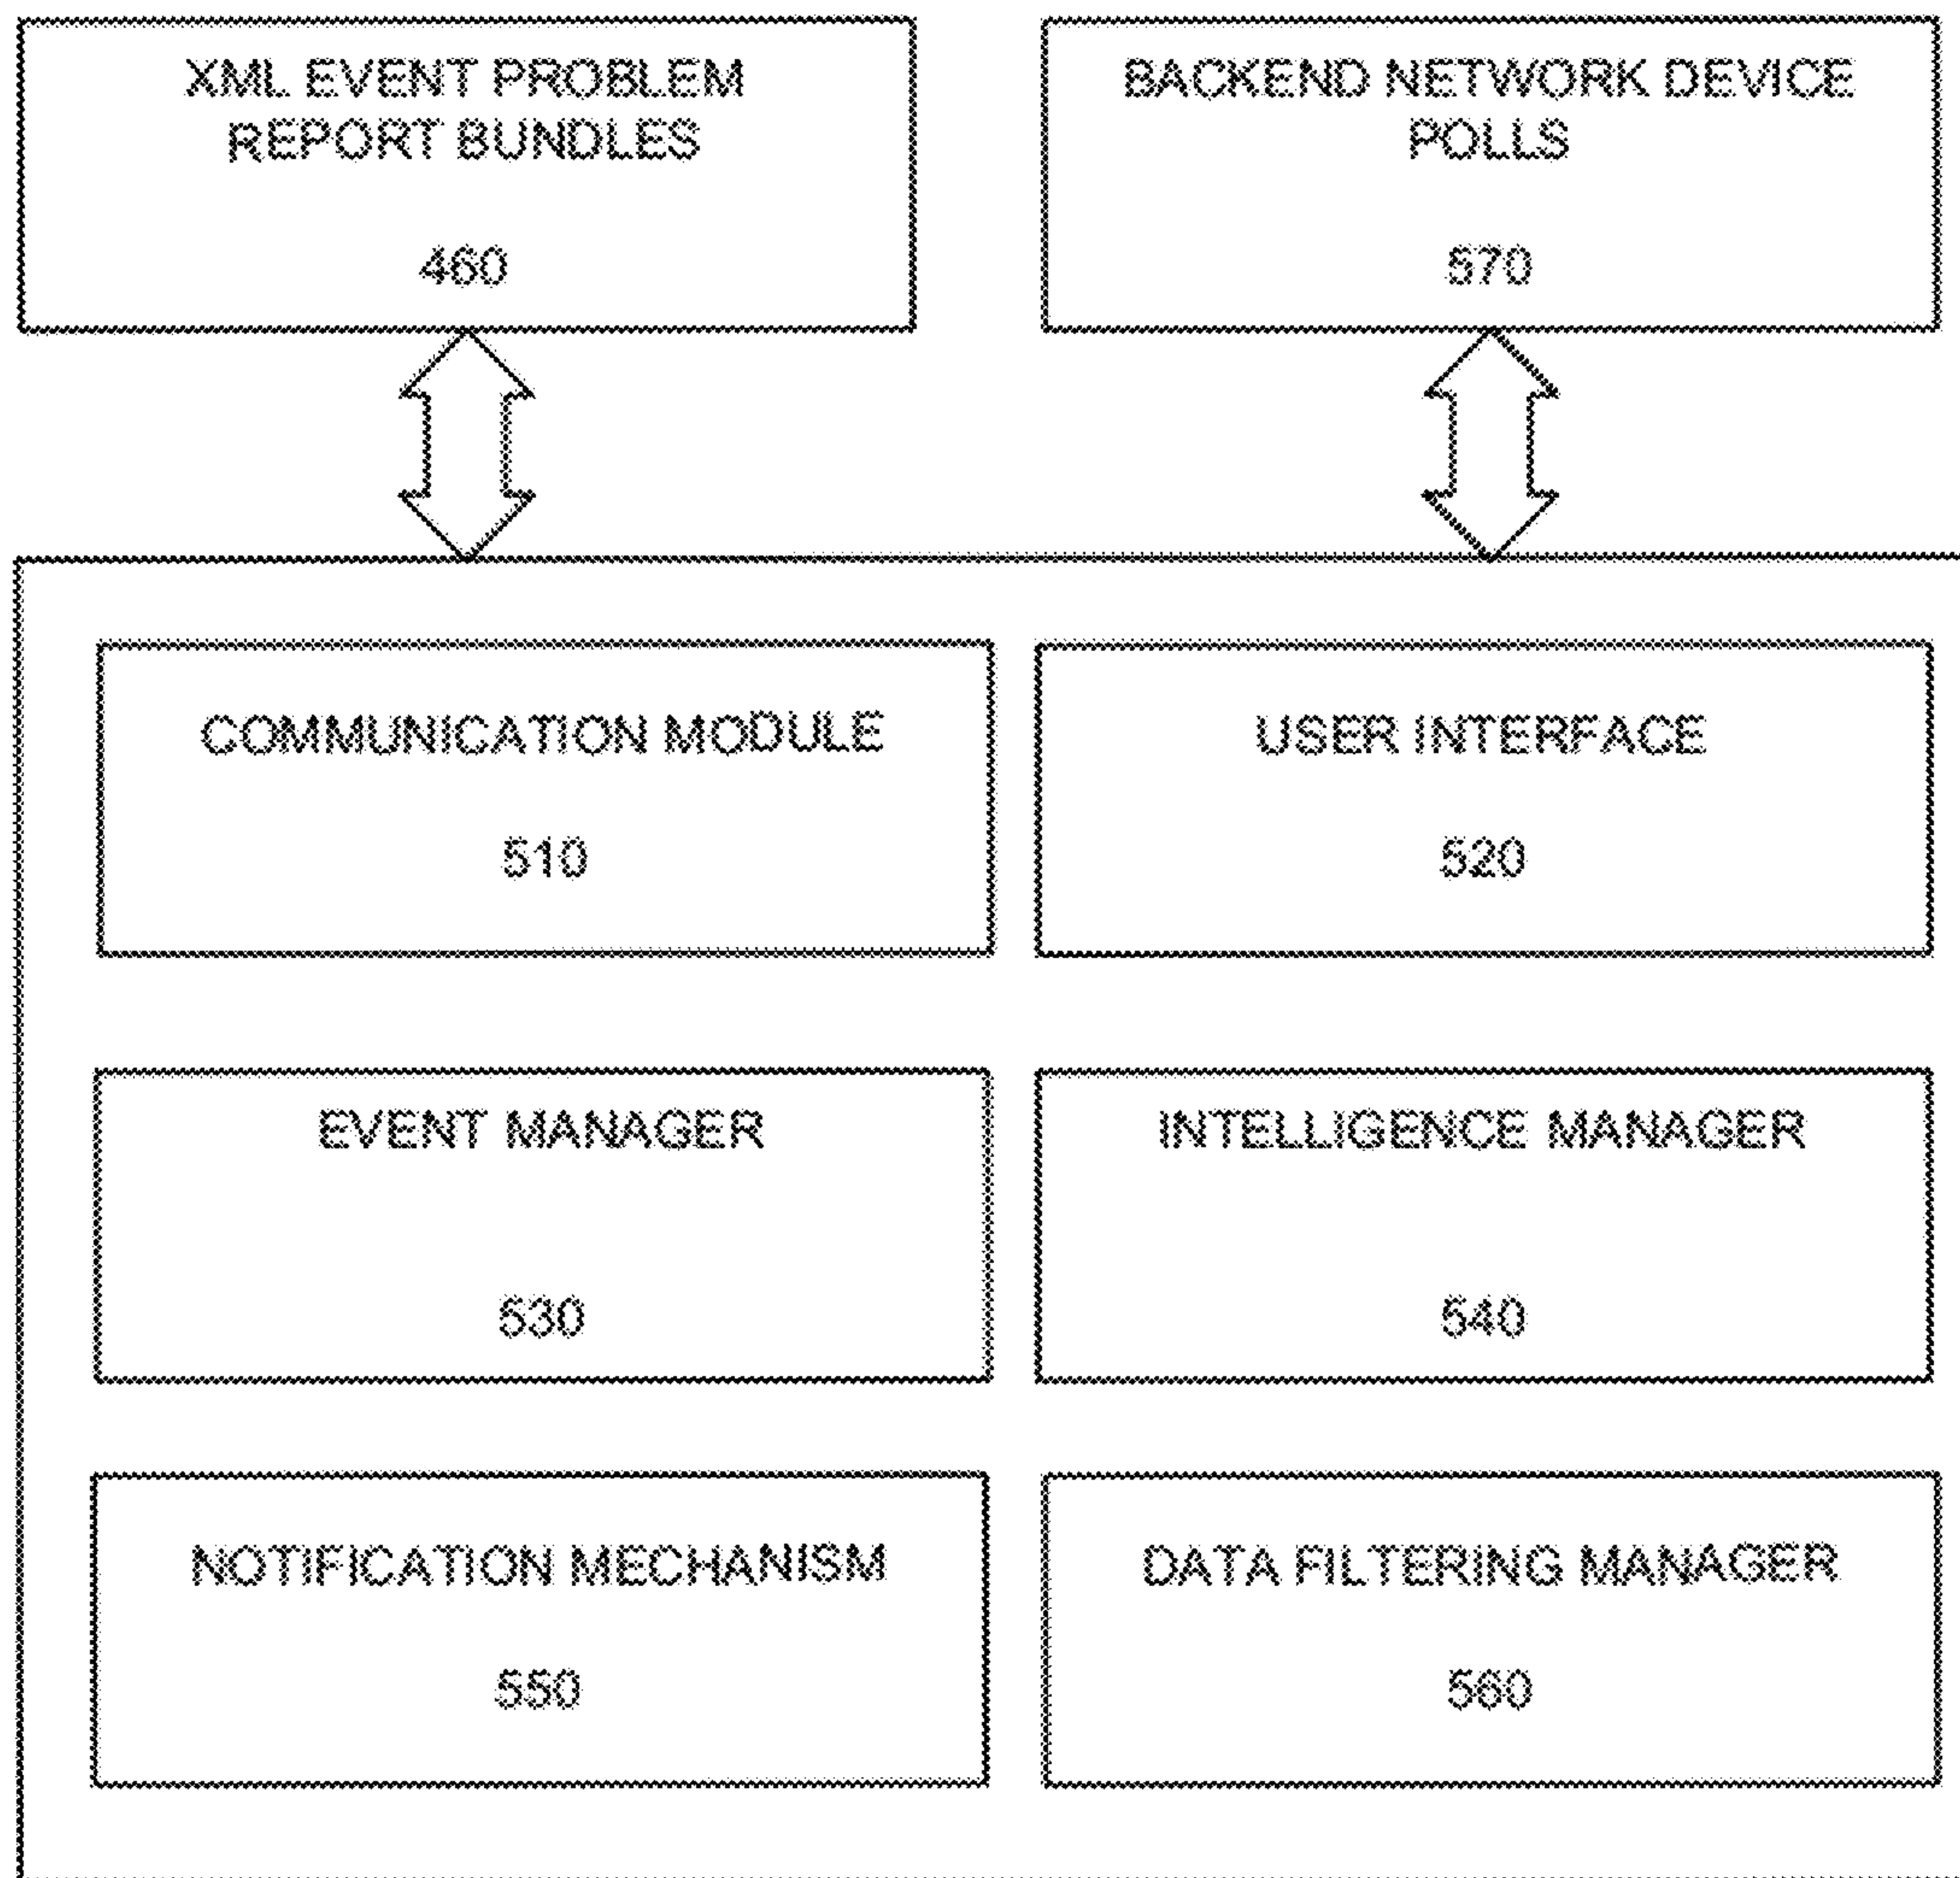 XML EVENT PROBLEM
REPORT BUNDLES
460
BACKEND NETWORK DEVICE
POLLS
570
COMMUNICATION MODULE
510
USER INTERFACE
520
EVENT MANAGER
530
INTELLIGENCE MANAGER
540
NOTIFICATION MECHANISM
550
DATA FILTERING MANAGER
560